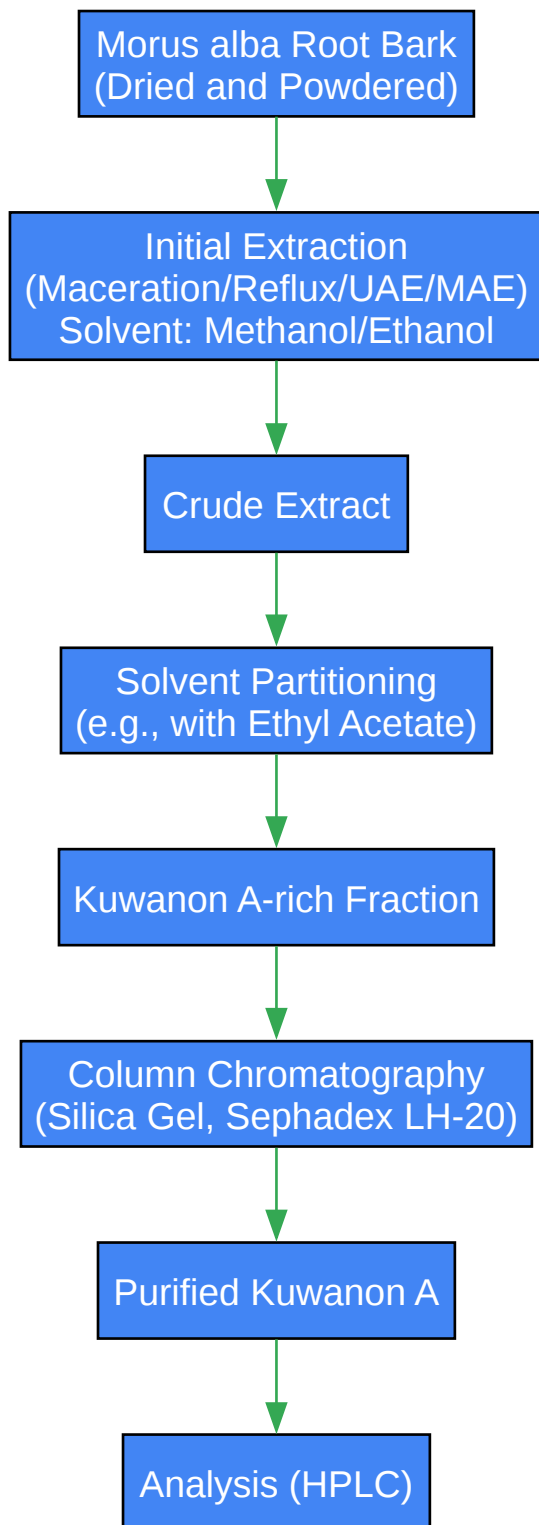 Morus alba Root Bark
(Dried and Powdered)
Initial Extraction
(Maceration/Reflux/UAE/MAE)
Solvent: Methanol/Ethanol
Crude Extract
Solvent Partitioning
(e.g., with Ethyl Acetate)
Kuwanon A-rich Fraction
Column Chromatography
(Silica Gel, Sephadex LH-20)
Purified Kuwanon A
Analysis (HPLC)